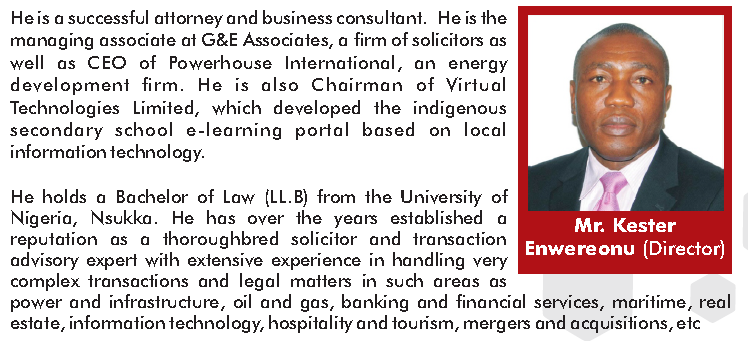 He is a successful attorney and business consultant. He is the
managing associate at G&E Associates, a firm of solicitors as
well as CEO of Powerhouse International, an energy
development firm. He is also Chairman of Virtual
Technologies Limited, which developed the indigenous
secondary school e-learning portal based on local
information technology.
He holds a Bachelor of Law (LL.B) from the University of
Nigeria, Nsukka. He has over the years established a
reputation as a thoroughbred solicitor and transaction
advisory expert with extensive experience in handling very
complex transactions and legal matters in such areas as
power and infrastructure, oil and gas, banking and financial services, maritime, real
estate, information technology, hospitality and tourism, mergers and acquisitions, etc
Mr. Kester
Enwereonu (Director)